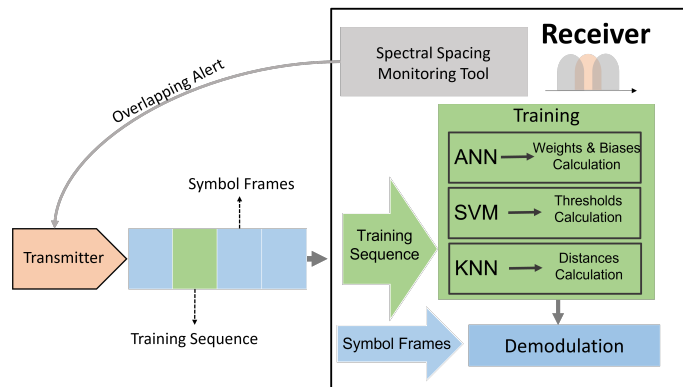 Receiver
Spectral Spacing
Monitoring Tool
Overlapping Alert
Training
ANN
Weights & Biases
Calculation
SVM
Thresholds
Calculation
KNN
Distances
Calculation
Symbol Frames
Transmitter
Training Sequence
Training
Sequence
Symbol Frames
Demodulation